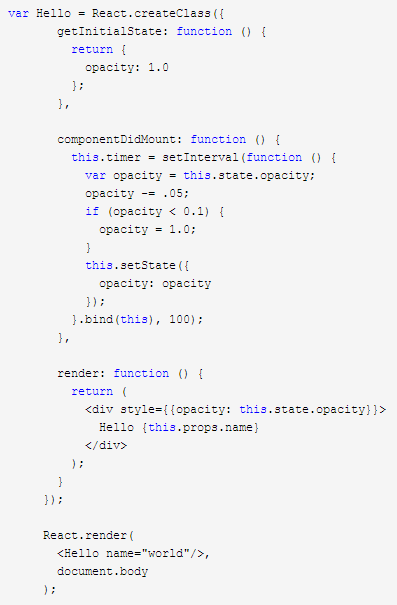 var Hello = React.createClass({
getInitialState: function () {
return {
opacity: 1.0
};
},
componentDidMount: function () {
this.timer = setInterval(function () {
var opacity = this.state.opacity;
opacity -= .05;
if (opacity < 0.1) {
opacity = 1.0;
}
this.setState({
opacity: opacity
});
}.bind(this), 100);
},
render: function () {
return (
<div style={{opacity: this.state.opacity}}>
Hello {this.props.name}
</div>
);
}
});
React.render(
<Hello name="world"/>,
document.body
);